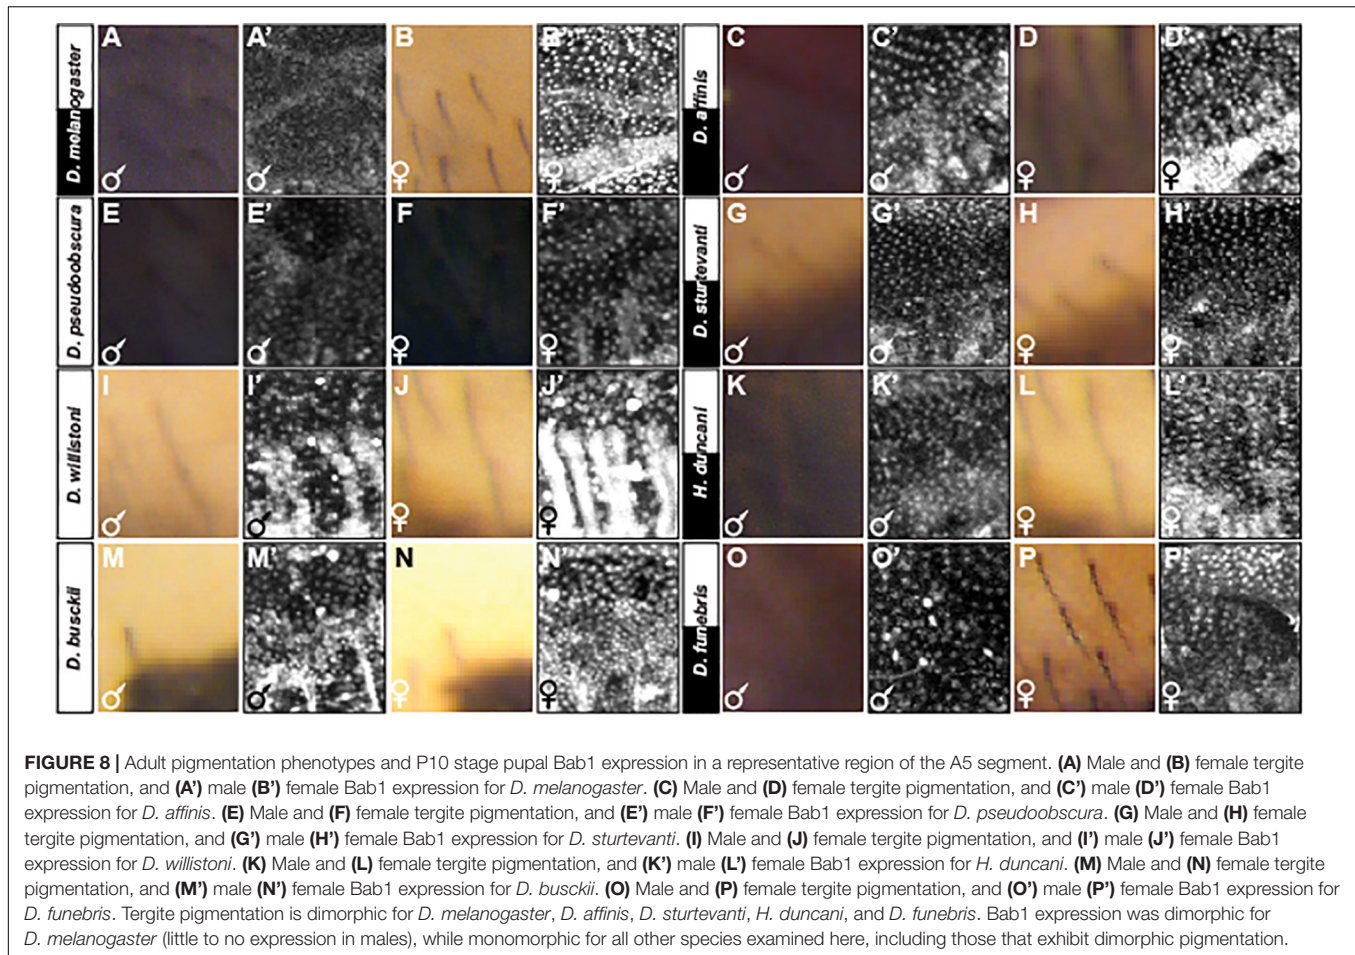 D. melanogaster
A
♂
A'
♂
B
♀
B'
♀
D. affinis
C
♂
C'
♂
D
♀
D'
♀
D. pseudoobscura
E
♂
E'
♂
F
♀
F'
♀
D. sturtevanti
G
♂
G'
♂
H
♀
H'
♀
D. willistoni
I
♂
I'
♂
J
♀
J'
♀
H. duncani
K
♂
K'
♂
L
♀
L'
♀
D. busckii
M
♂
M'
♂
N
♀
N'
♀
D. funebris
O
♂
O'
♂
P
♀
P'
♀
FIGURE 8 | Adult pigmentation phenotypes and P10 stage pupal Bab1 expression in a representative region of the A5 segment. (A) Male and (B) female tergite
pigmentation, and (A') male (B') female Bab1 expression for D. melanogaster. (C) Male and (D) female tergite pigmentation, and (C') male (D') female Bab1
expression for D. affinis. (E) Male and (F) female tergite pigmentation, and (E') male (F') female Bab1 expression for D. pseudoobscura. (G) Male and (H) female
tergite pigmentation, and (G') male (H') female Bab1 expression for D. sturtevanti. (I) Male and (J) female tergite pigmentation, and (I') male (J') female Bab1
expression for D. willistoni. (K) Male and (L) female tergite pigmentation, and (K') male (L') female Bab1 expression for H. duncani. (M) Male and (N) female tergite
pigmentation, and (M') male (N') female Bab1 expression for D. busckii. (O) Male and (P) female tergite pigmentation, and (O') male (P') female Bab1 expression for
D. funebris. Tergite pigmentation is dimorphic for D. melanogaster, D. affinis, D. sturtevanti, H. duncani, and D. funebris. Bab1 expression was dimorphic for
D. melanogaster (little to no expression in males), while monomorphic for all other species examined here, including those that exhibit dimorphic pigmentation.